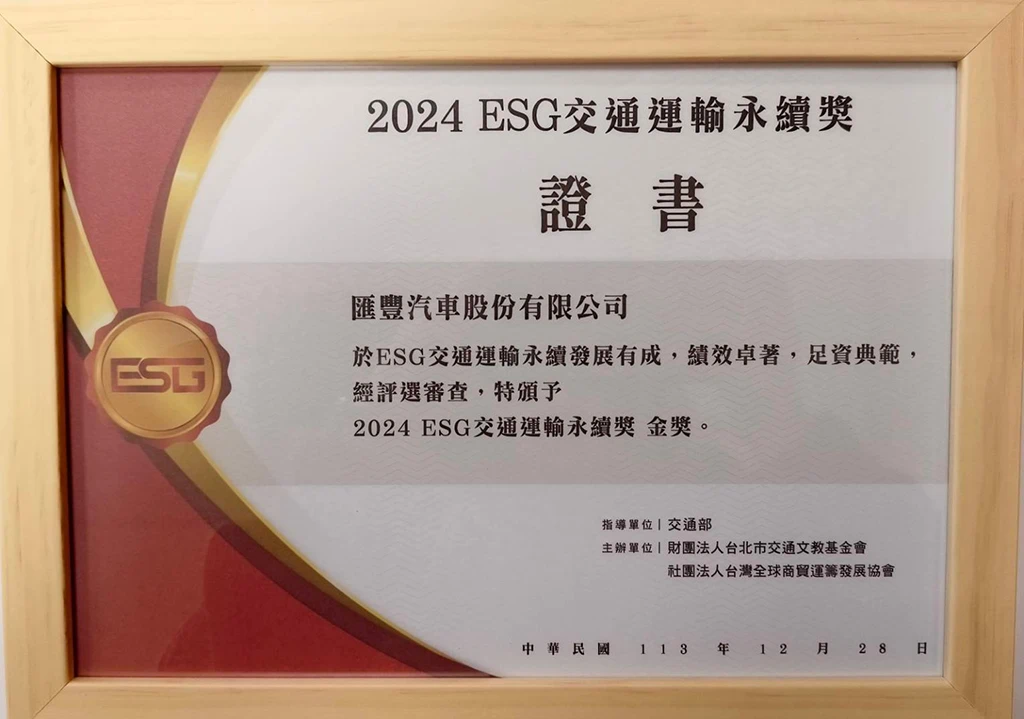 2024 ESG交通運輸永續獎
證 書
匯豐汽車股份有限公司
於ESG交通運輸永續發展有成，績效卓著，足資典範，
經評選審查，特頒予
2024 ESG交通運輸永續獎 金獎。
ESG
指導單位｜交通部
主辦單位｜財團法人台北市交通文教基金會
社團法人台灣全球商貿運籌發展協會
中華民國 113 年 12 月 28 日